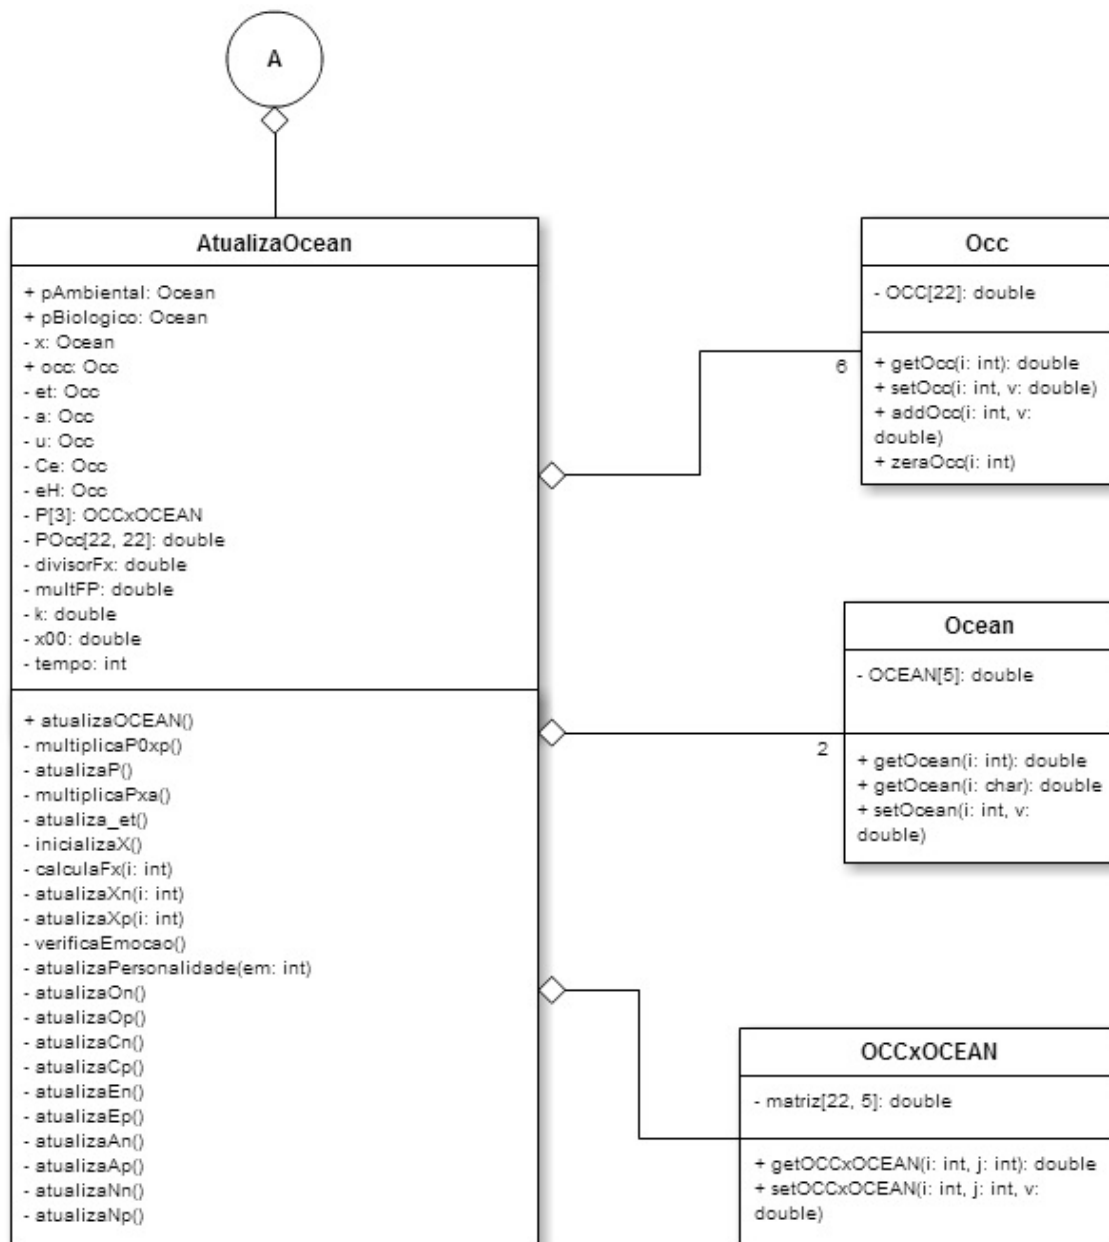 A
AtualizaOcean
+ pAmbiental: Ocean
+ pBiologico: Ocean
- x: Ocean
+ occ: Occ
- et: Occ
- a: Occ
- u: Occ
- Ce: Occ
- eH: Occ
- P[3]: OCCxOCEAN
- POcc[22, 22]: double
- divisorFx: double
- multFP: double
- k: double
- x00: double
- tempo: int
+ atualizaOCEAN()
- multiplicaP0xp()
- atualizaP()
- multiplicaPxa()
- atualiza_et()
- inicializaX()
- calculaFx(i: int)
- atualizaXn(i: int)
- atualizaXp(i: int)
- verificaEmocao()
- atualizaPersonalidade(em: int)
- atualizaOn()
- atualizaOp()
- atualizaCn()
- atualizaCp()
- atualizaEn()
- atualizaEp()
- atualizaAn()
- atualizaAp()
- atualizaNn()
- atualizaNp()
Occ
- OCC[22]: double
6
+ getOcc(i: int): double
+ setOcc(i: int, v: double)
+ addOcc(i: int, v:
double)
+ zeraOcc(i: int)
Ocean
- OCEAN[5]: double
2
+ getOcean(i: int): double
+ getOcean(i: char): double
+ setOcean(i: int, v:
double)
OCCxOCEAN
- matriz[22, 5]: double
+ getOCCxOCEAN(i: int, j: int): double
+ setOCCxOCEAN(i: int, j: int, v:
double)